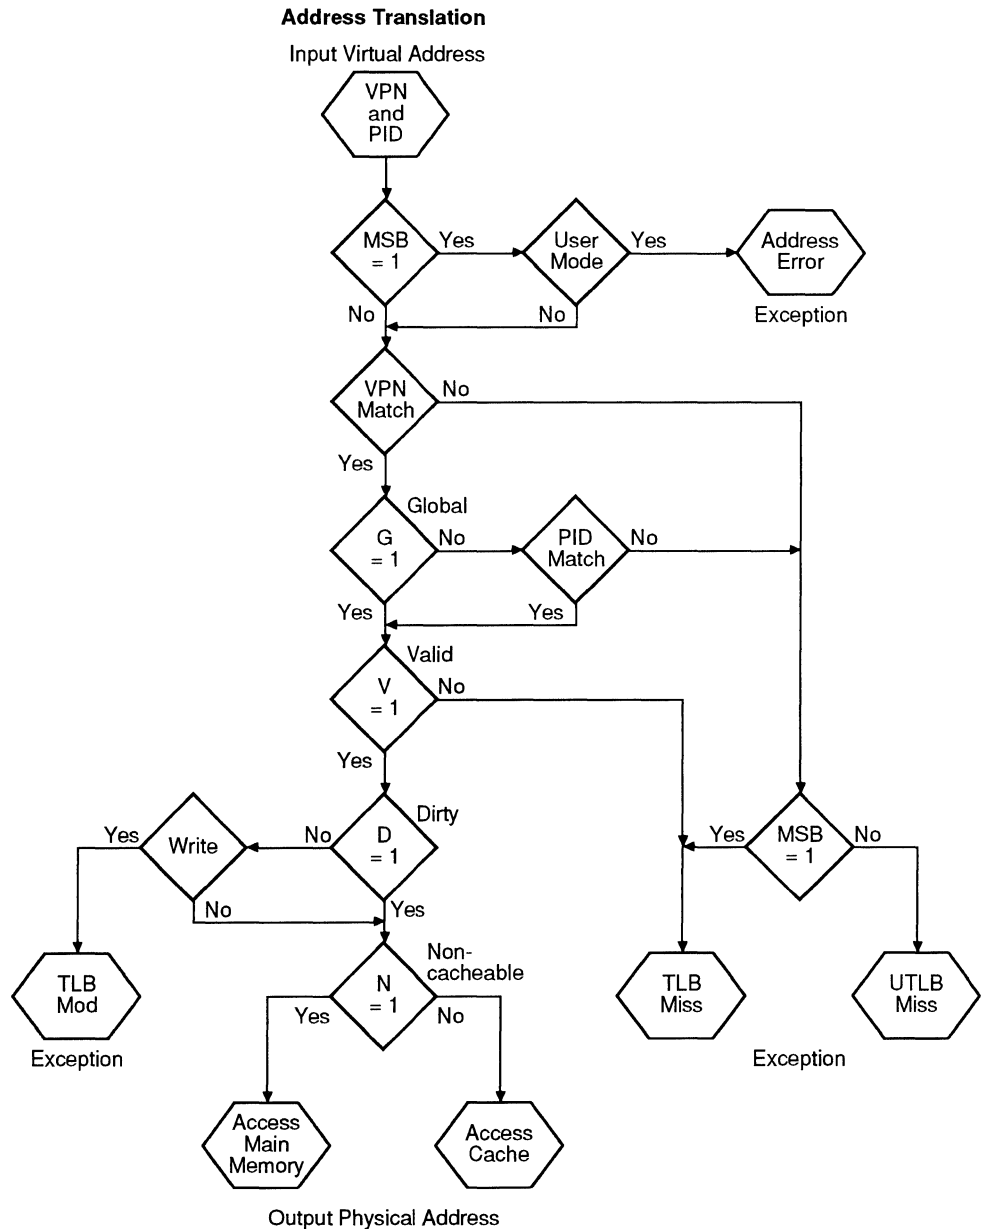 Address Translation
Input Virtual Address
VPN
and
PID
MSB
= 1
Yes
User
Mode
Yes
Address
Error
No
No
Exception
VPN
Match
No
Yes
Global
G
= 1
No
PID
Match
No
Yes
Yes
Valid
V
= 1
No
Yes
Dirty
Yes
Write
No
D
= 1
Yes
MSB
= 1
No
No
Yes
Non-
cacheable
TLB
Mod
N
= 1
TLB
Miss
UTLB
Miss
Yes
No
Exception
Exception
Access
Main
Memory
Access
Cache
Output Physical Address